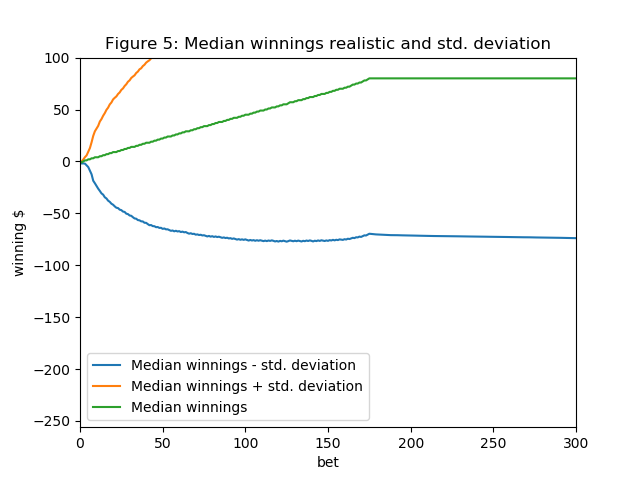 Figure 5: Median winnings realistic and std. deviation
100
50
0
−50
−100
−150
−200
−250
winning $
Median winnings - std. deviation
Median winnings + std. deviation
Median winnings
0 50 100 150 200 250 300
bet